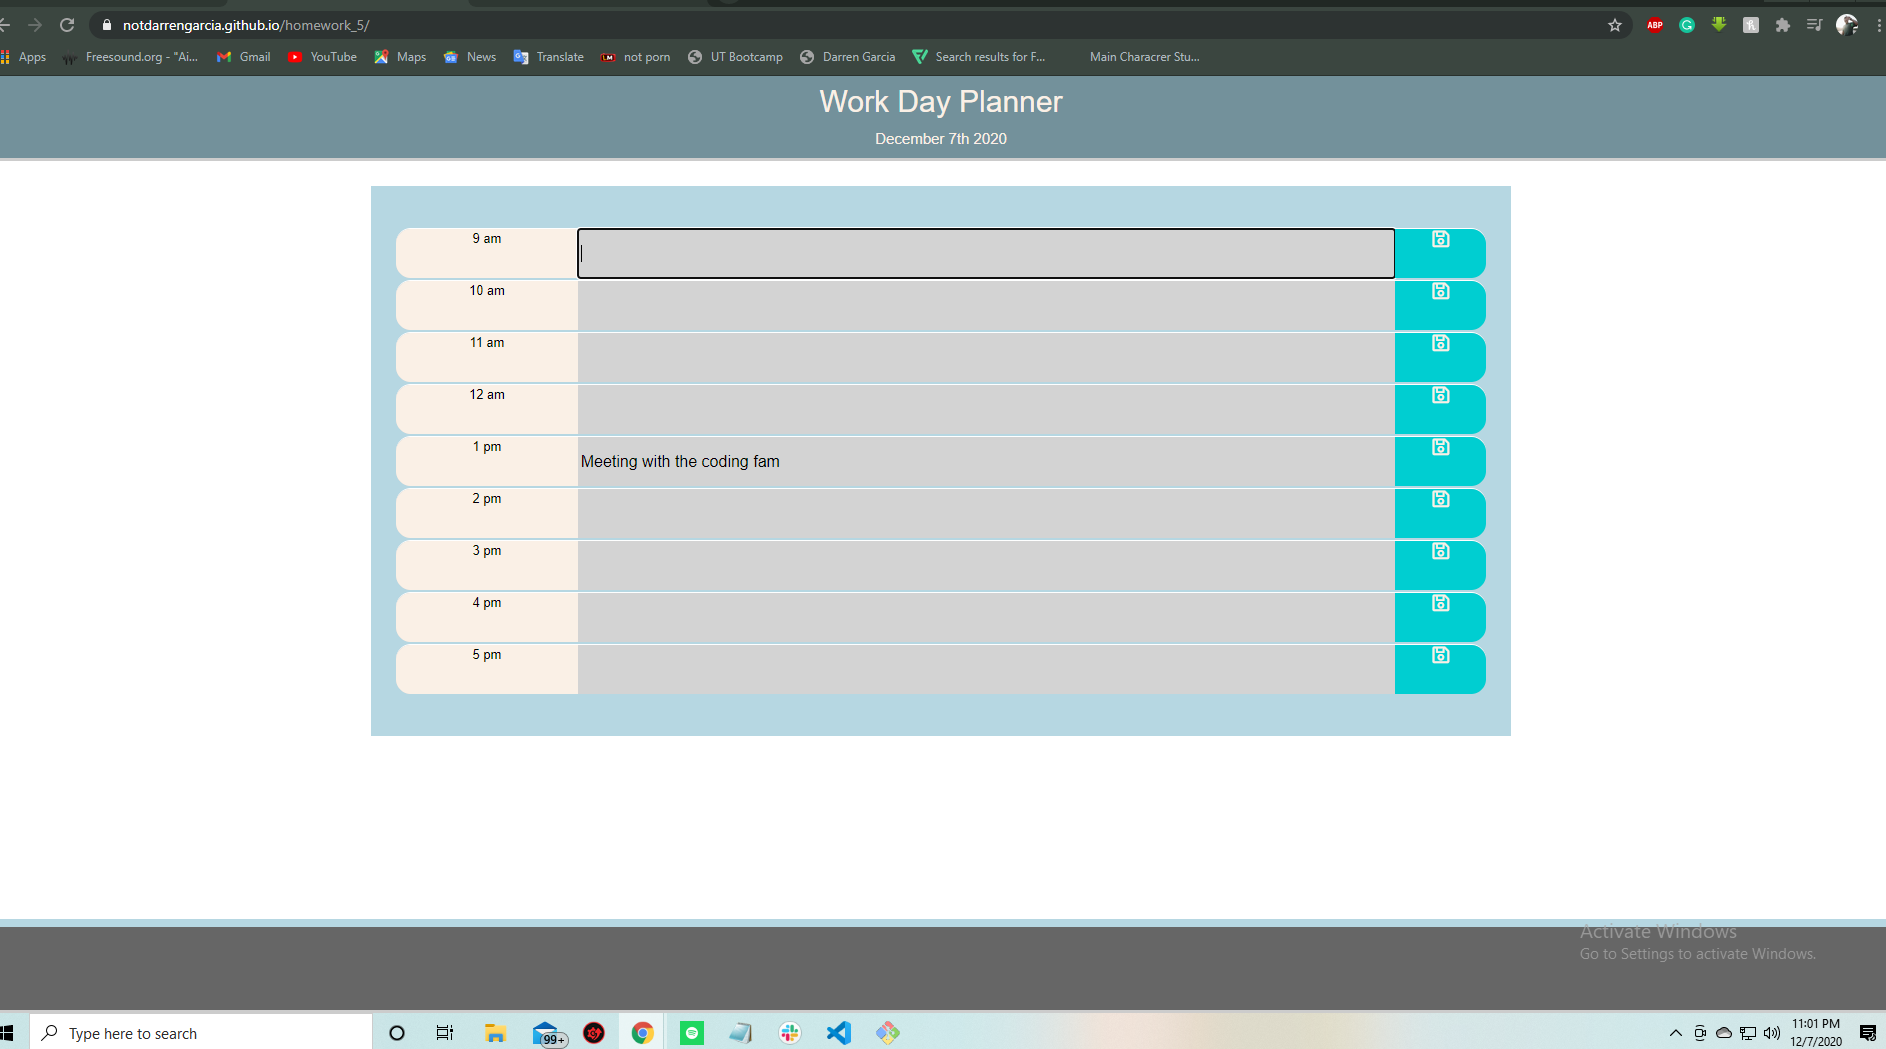 notdarrengarcia.github.io/homework_5/
ABP
Apps Freesound.org - "Ai... Gmail YouTube Maps News Translate LM not porn UT Bootcamp Darren Garcia Search results for F... Main Characrer Stu...
Work Day Planner
December 7th 2020
9 am
10 am
11 am
12 am
1 pm Meeting with the coding fam
2 pm
3 pm
4 pm
5 pm
Activate Windows
Go to Settings to activate Windows.
Type here to search
99+
11:01 PM
12/7/2020